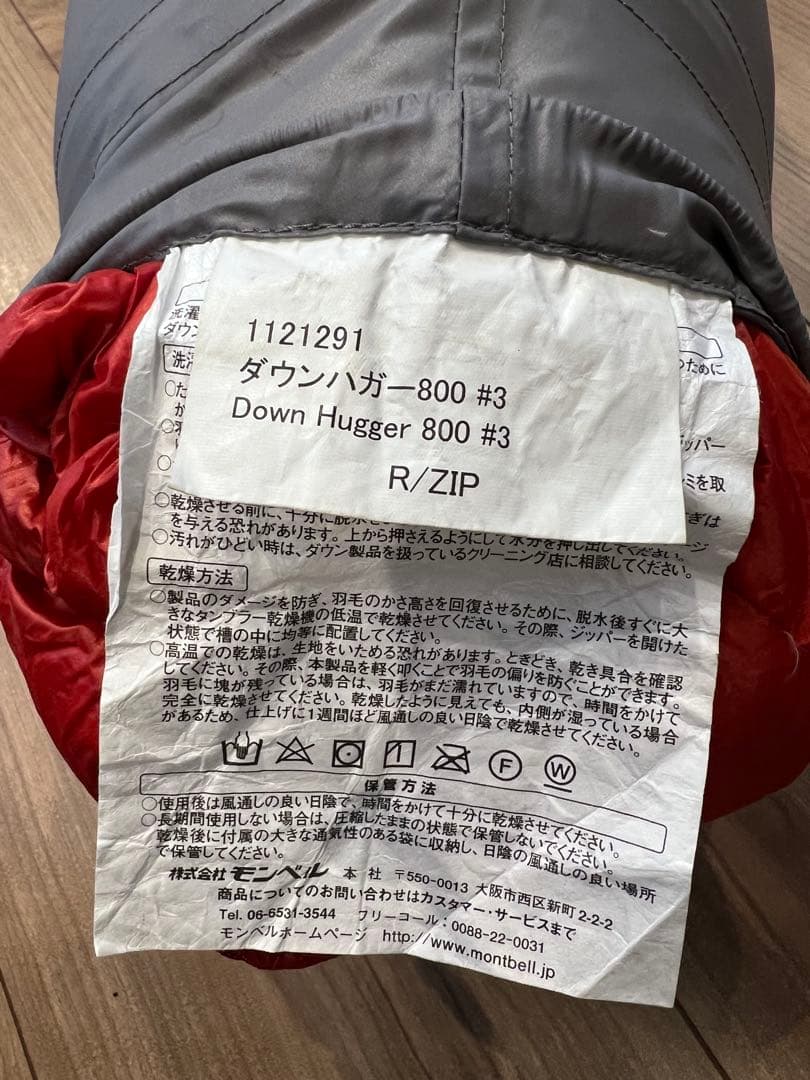 1121291
ダウンハガー800 #3
Down Hugger 800 #3
R/ZIP
ダウン
つために
ジッパー
ミを取
○乾燥させる前に、十分に脱水
を与える恐れがあります。上から押さえるようにして水分を押し出してください。
○汚れがひどい時は、ダウン製品を扱っているクリーニング店に相談してください。
乾燥方法
○製品のダメージを防ぎ、羽毛のかさ高さを回復させるために、脱水後すぐに大
きなタンブラー乾燥機の低温で乾燥させてください。その際、ジッパーを開けた
状態で槽の中に均等に配置してください。
○高温での乾燥は、生地をいためる恐れがあります。ときどき、乾き具合を確認
してください。その際、本製品を軽く叩くことで羽毛の偏りを防ぐことができます。
羽毛に塊が残っている場合は、羽毛がまだ濡れていますので、時間をかけて
完全に乾燥させてください。乾燥したように見えても、内側が湿っている場合
があるため、仕上げに1週間ほど風通しの良い日陰で乾燥させてください。
F
W
保管方法
○使用後は風通しの良い日陰で、時間をかけて十分に乾燥させてください。
○長期間使用しない場合は、圧縮したままの状態で保管しないでください。
乾燥後に付属の大きな通気性のある袋に収納し、日陰の風通しの良い場所
で保管してください。
株式会社 モンベル 本 社 〒550-0013 大阪市西区新町2-2-2
商品についてのお問い合わせはカスタマー・サービスまで
Tel. 06-6531-3544 フリーコール:0088-22-0031
モンベルホームページ http://www.montbell.jp